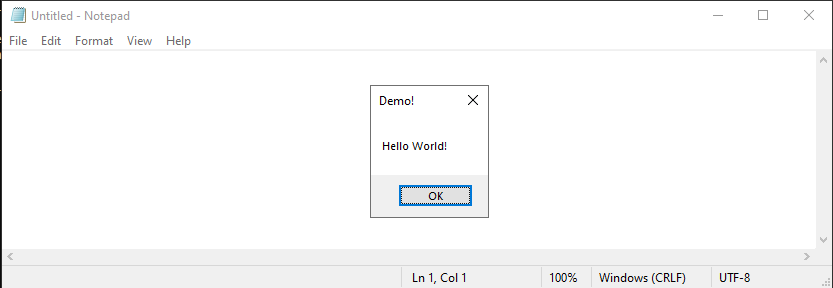 Untitled - Notepad
File Edit Format View Help
Demo!
Hello World!
OK
Ln 1, Col 1 100% Windows (CRLF) UTF-8